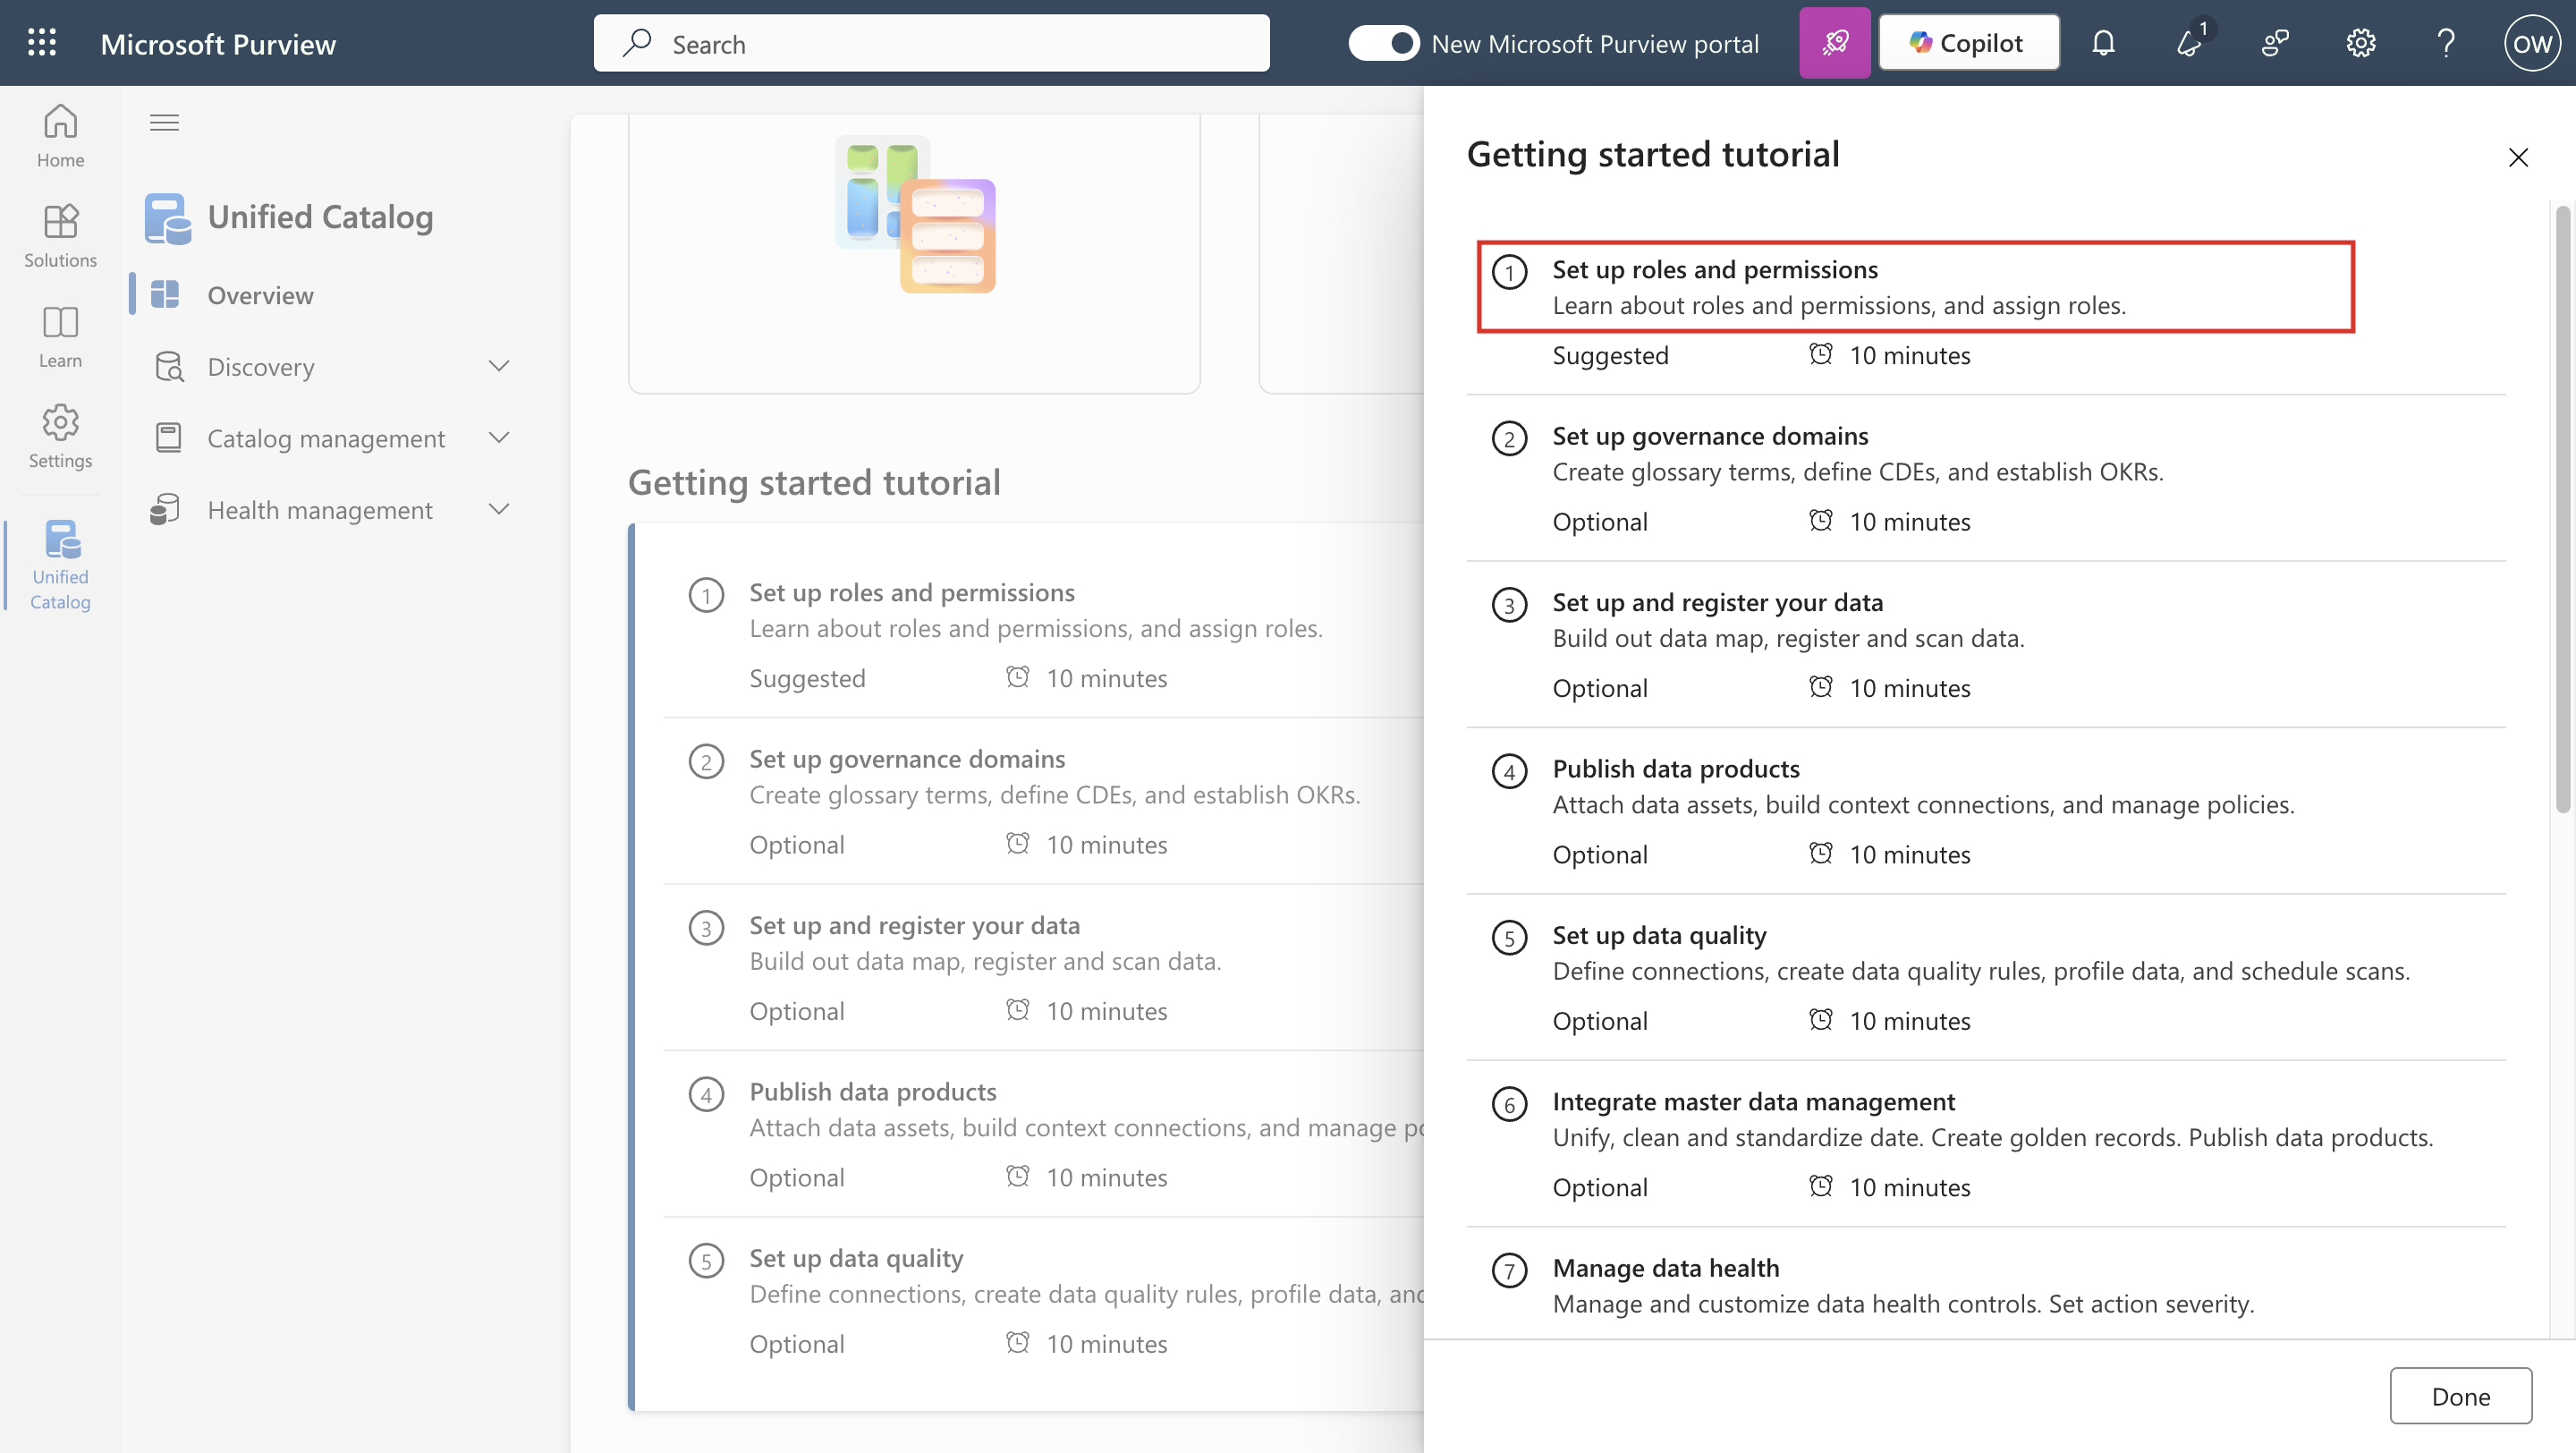 Microsoft Purview
Search
New Microsoft Purview portal
Copilot
1
OW
Home
Solutions
Learn
Settings
Unified
Catalog
Unified Catalog
Overview
Discovery
Catalog management
Health management
Getting started tutorial
1
Set up roles and permissions
Learn about roles and permissions, and assign roles.
Suggested
10 minutes
2
Set up governance domains
Create glossary terms, define CDEs, and establish OKRs.
Optional
10 minutes
3
Set up and register your data
Build out data map, register and scan data.
Optional
10 minutes
4
Publish data products
Attach data assets, build context connections, and manage
Optional
10 minutes
5
Set up data quality
Define connections, create data quality rules, profile data, and
Optional
10 minutes
Getting started tutorial
1
Set up roles and permissions
Learn about roles and permissions, and assign roles.
Suggested
10 minutes
2
Set up governance domains
Create glossary terms, define CDEs, and establish OKRs.
Optional
10 minutes
3
Set up and register your data
Build out data map, register and scan data.
Optional
10 minutes
4
Publish data products
Attach data assets, build context connections, and manage policies.
Optional
10 minutes
5
Set up data quality
Define connections, create data quality rules, profile data, and schedule scans.
Optional
10 minutes
6
Integrate master data management
Unify, clean and standardize date. Create golden records. Publish data products.
Optional
10 minutes
7
Manage data health
Manage and customize data health controls. Set action severity.
Done